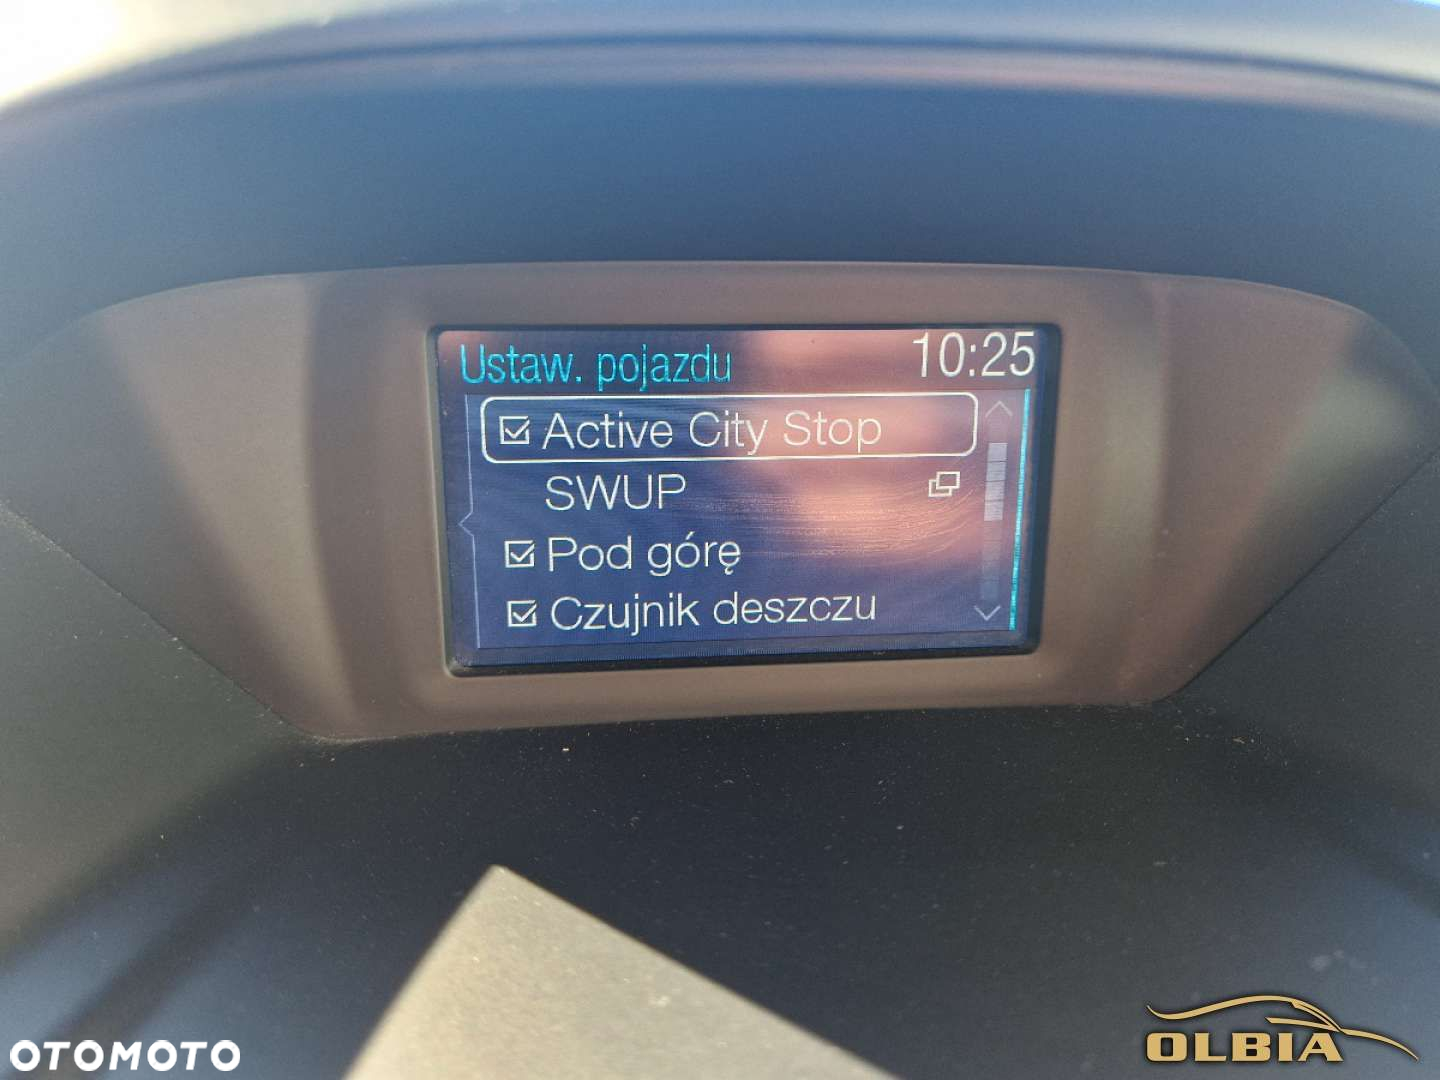 Ustaw. pojazdu 10:25
Active City Stop
SWUP
Pod górę
Czujnik deszczu
OTOMOTO
OLBIA